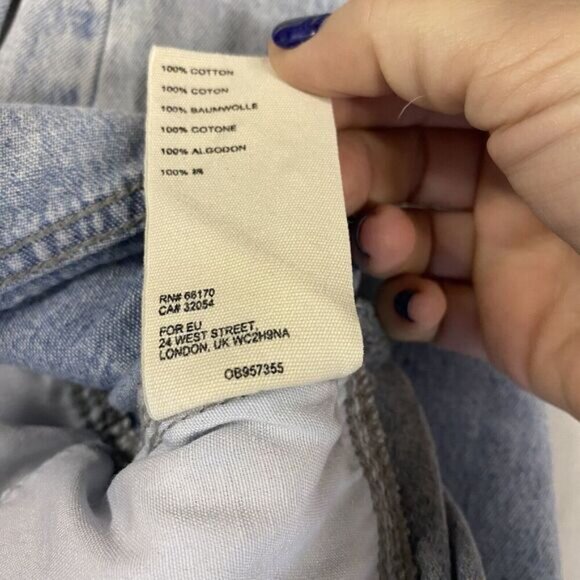 100% COTTON
100% COTON
100% BAUMWOLLE
100% COTONE
100% ALGODON
100%
RN# 66170
CA# 32054
FOR EU
24 WEST STREET,
LONDON, UK WC2H9NA
OB957355